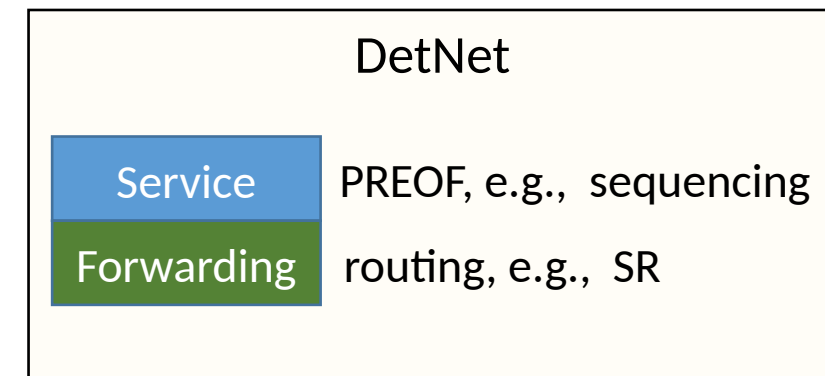 DetNet
Service PREOF, e.g., sequencing
Forwarding routing, e.g., SR